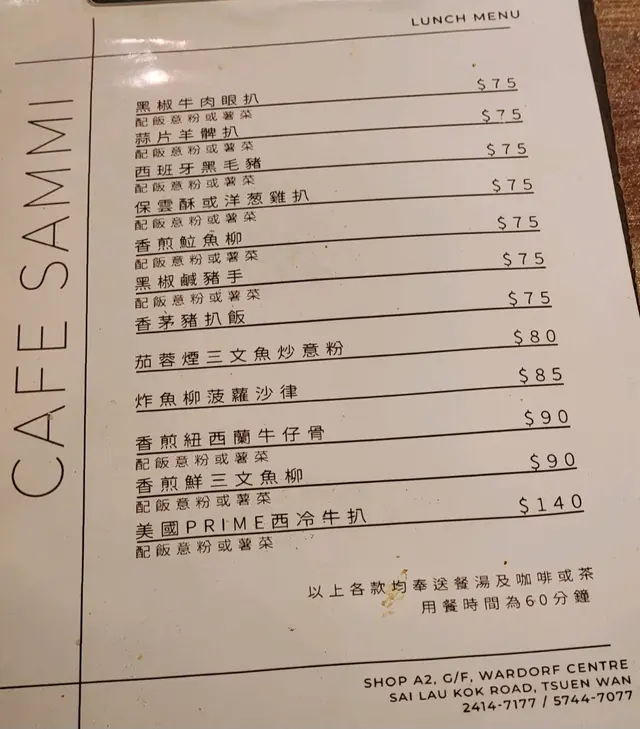 LUNCH MENU
CAFE SAMMI
黑椒牛肉眼扒 $75
配飯意粉或薯菜
蒜片羊髀扒 $75
配飯意粉或薯菜
西班牙黑毛豬 $75
配飯意粉或薯菜
保雲酥或洋葱雞扒 $75
配飯意粉或薯菜
香煎䱽魚柳 $75
配飯意粉或薯菜
黑椒鹹豬手 $75
配飯意粉或薯菜
香茅豬扒飯 $75
茄蓉煙三文魚炒意粉 $80
炸魚柳菠蘿沙律 $85
香煎紐西蘭牛仔骨 $90
配飯意粉或薯菜
香煎鮮三文魚柳 $90
配飯意粉或薯菜
美國PRIME西冷牛扒 $140
配飯意粉或薯菜
以上各款均奉送餐湯及咖啡或茶
用餐時間為60分鐘
SHOP A2, G/F, WARDORF CENTRE
SAI LAU KOK ROAD, TSUEN WAN
2414-7177 / 5744-7077